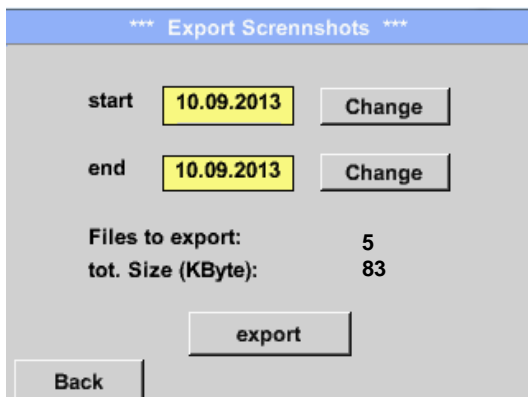 *** Export Scrennshots ***
start 10.09.2013 Change
end 10.09.2013 Change
Files to export: 5
tot. Size (KByte): 83
export
Back